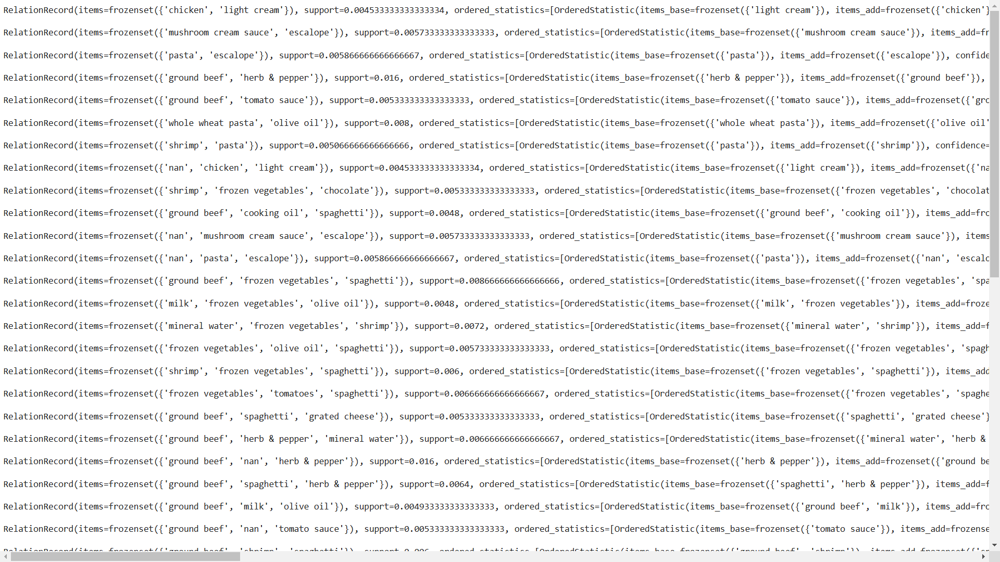 RelationRecord(items=frozenset({'chicken', 'light cream'}), support=0.004533333333333334, ordered_statistics=[OrderedStatistic(items_base=frozenset({'light cream'}), items_add=frozenset({'chicken'}
RelationRecord(items=frozenset({'mushroom cream sauce', 'escalope'}), support=0.005733333333333333, ordered_statistics=[OrderedStatistic(items_base=frozenset({'mushroom cream sauce'}), items_add=fr
RelationRecord(items=frozenset({'pasta', 'escalope'}), support=0.005866666666666667, ordered_statistics=[OrderedStatistic(items_base=frozenset({'pasta'}), items_add=frozenset({'escalope'}), confide
RelationRecord(items=frozenset({'ground beef', 'herb & pepper'}), support=0.016, ordered_statistics=[OrderedStatistic(items_base=frozenset({'herb & pepper'}), items_add=frozenset({'ground beef'}),
RelationRecord(items=frozenset({'ground beef', 'tomato sauce'}), support=0.005333333333333333, ordered_statistics=[OrderedStatistic(items_base=frozenset({'tomato sauce'}), items_add=frozenset({'gro
RelationRecord(items=frozenset({'whole wheat pasta', 'olive oil'}), support=0.008, ordered_statistics=[OrderedStatistic(items_base=frozenset({'whole wheat pasta'}), items_add=frozenset({'olive oil'
RelationRecord(items=frozenset({'shrimp', 'pasta'}), support=0.005066666666666666, ordered_statistics=[OrderedStatistic(items_base=frozenset({'pasta'}), items_add=frozenset({'shrimp'}), confidence=
RelationRecord(items=frozenset({'nan', 'chicken', 'light cream'}), support=0.004533333333333334, ordered_statistics=[OrderedStatistic(items_base=frozenset({'light cream'}), items_add=frozenset({'na
RelationRecord(items=frozenset({'shrimp', 'frozen vegetables', 'chocolate'}), support=0.005333333333333333, ordered_statistics=[OrderedStatistic(items_base=frozenset({'frozen vegetables', 'chocolat
RelationRecord(items=frozenset({'ground beef', 'cooking oil', 'spaghetti'}), support=0.0048, ordered_statistics=[OrderedStatistic(items_base=frozenset({'ground beef', 'cooking oil'}), items_add=fro
RelationRecord(items=frozenset({'nan', 'mushroom cream sauce', 'escalope'}), support=0.005733333333333333, ordered_statistics=[OrderedStatistic(items_base=frozenset({'mushroom cream sauce'}), items
RelationRecord(items=frozenset({'nan', 'pasta', 'escalope'}), support=0.005866666666666667, ordered_statistics=[OrderedStatistic(items_base=frozenset({'pasta'}), items_add=frozenset({'nan', 'escalo
RelationRecord(items=frozenset({'ground beef', 'frozen vegetables', 'spaghetti'}), support=0.008666666666666666, ordered_statistics=[OrderedStatistic(items_base=frozenset({'frozen vegetables', 'spa
RelationRecord(items=frozenset({'milk', 'frozen vegetables', 'olive oil'}), support=0.0048, ordered_statistics=[OrderedStatistic(items_base=frozenset({'milk', 'frozen vegetables'}), items_add=froze
RelationRecord(items=frozenset({'mineral water', 'frozen vegetables', 'shrimp'}), support=0.0072, ordered_statistics=[OrderedStatistic(items_base=frozenset({'mineral water', 'shrimp'}), items_add=f
RelationRecord(items=frozenset({'frozen vegetables', 'olive oil', 'spaghetti'}), support=0.005733333333333333, ordered_statistics=[OrderedStatistic(items_base=frozenset({'frozen vegetables', 'spagh
RelationRecord(items=frozenset({'shrimp', 'frozen vegetables', 'spaghetti'}), support=0.006, ordered_statistics=[OrderedStatistic(items_base=frozenset({'frozen vegetables', 'spaghetti'}), items_add
RelationRecord(items=frozenset({'frozen vegetables', 'tomatoes', 'spaghetti'}), support=0.006666666666666667, ordered_statistics=[OrderedStatistic(items_base=frozenset({'frozen vegetables', 'spaghe
RelationRecord(items=frozenset({'ground beef', 'spaghetti', 'grated cheese'}), support=0.005333333333333333, ordered_statistics=[OrderedStatistic(items_base=frozenset({'spaghetti', 'grated cheese'}
RelationRecord(items=frozenset({'ground beef', 'herb & pepper', 'mineral water'}), support=0.006666666666666667, ordered_statistics=[OrderedStatistic(items_base=frozenset({'mineral water', 'herb &
RelationRecord(items=frozenset({'ground beef', 'nan', 'herb & pepper'}), support=0.016, ordered_statistics=[OrderedStatistic(items_base=frozenset({'herb & pepper'}), items_add=frozenset({'ground be
RelationRecord(items=frozenset({'ground beef', 'spaghetti', 'herb & pepper'}), support=0.0064, ordered_statistics=[OrderedStatistic(items_base=frozenset({'spaghetti', 'herb & pepper'}), items_add=f
RelationRecord(items=frozenset({'ground beef', 'milk', 'olive oil'}), support=0.004933333333333333, ordered_statistics=[OrderedStatistic(items_base=frozenset({'ground beef', 'milk'}), items_add=fro
RelationRecord(items=frozenset({'ground beef', 'nan', 'tomato sauce'}), support=0.005333333333333333, ordered_statistics=[OrderedStatistic(items_base=frozenset({'tomato sauce'}), items_add=frozense
RelationRecord(items=frozenset({'ground beef', 'shrimp', 'spaghetti'}), support=0.006, ordered_statistics=[OrderedStatistic(items_base=frozenset({'ground beef', 'shrimp'}), items_add=frozenset({'sp